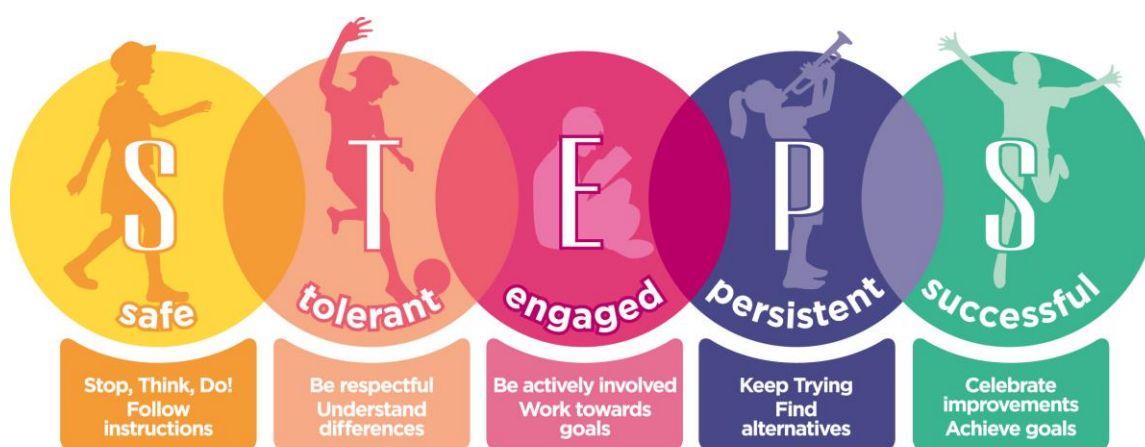 S T E P S
safe
tolerant
engaged
persistent
successful
Stop, Think, Do!
Follow
instructions
Be respectful
Understand
differences
Be actively involved
Work towards
goals
Keep Trying
Find
alternatives
Celebrate
improvements
Achieve goals